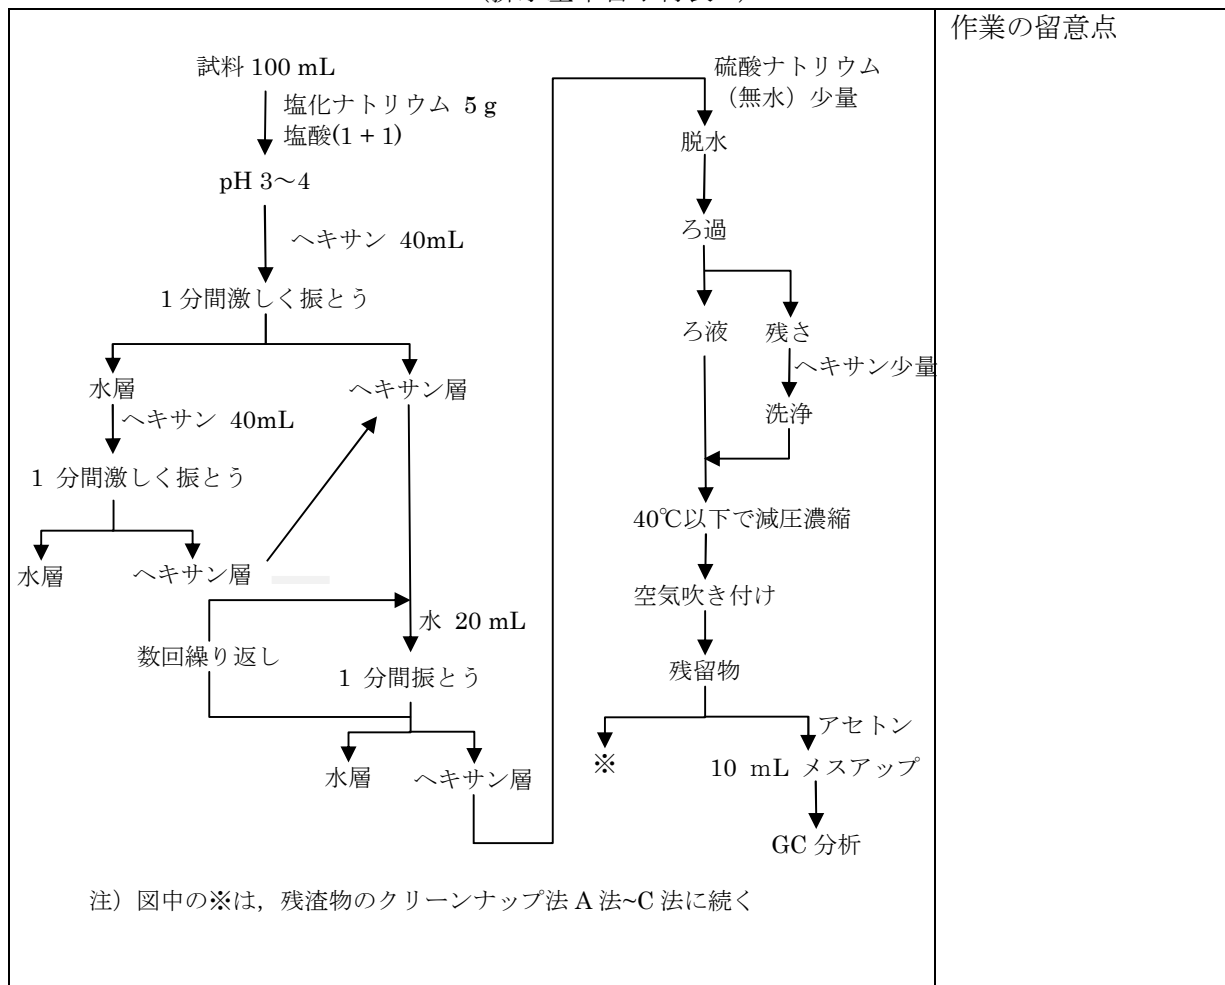 試料 100 mL
塩化ナトリウム 5 g
塩酸(1 + 1)
pH 3～4
ヘキサン 40mL
1 分間激しく振とう
水層
ヘキサン層
ヘキサン 40mL
1 分間激しく振とう
水層
ヘキサン層
水 20 mL
数回繰り返し
1 分間振とう
水層
ヘキサン層
硫酸ナトリウム
（無水）少量
脱水
ろ過
ろ液
残さ
ヘキサン少量
洗浄
40℃以下で減圧濃縮
空気吹き付け
残留物
アセトン
※
10 mL メスアップ
GC 分析
注）図中の※は，残渣物のクリーンナップ法 A 法~C 法に続く
作業の留意点